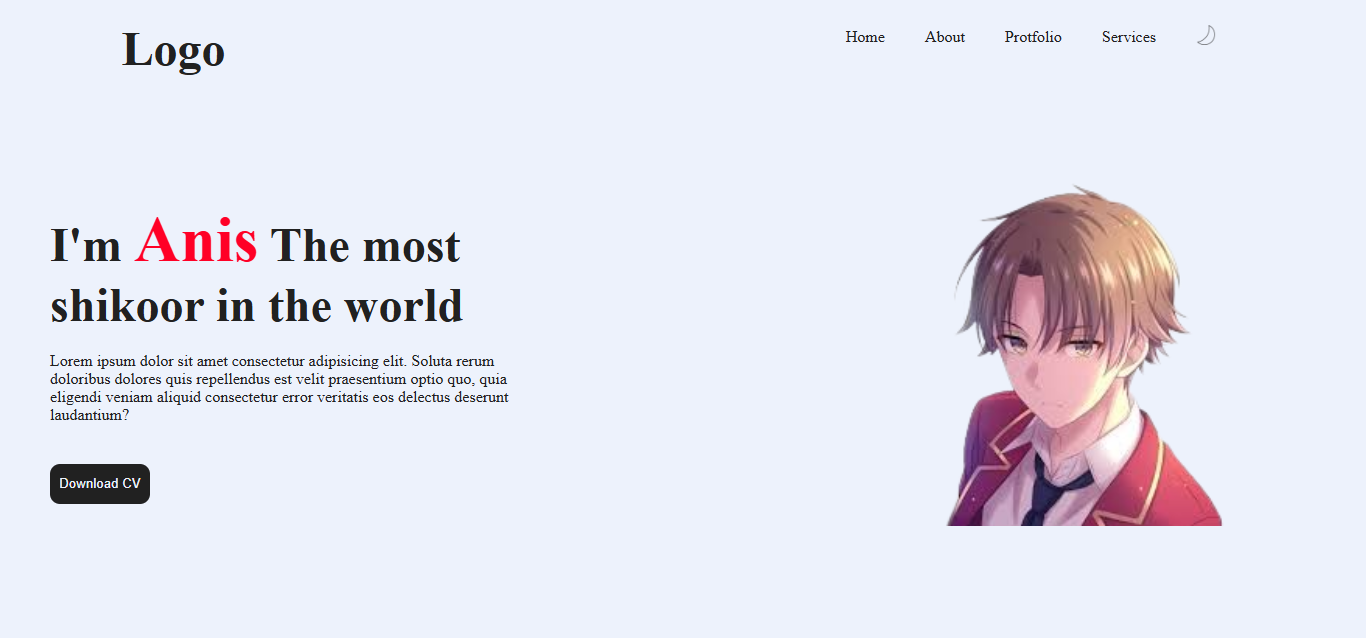 Logo
Home About Protfolio Services
I'm Anis The most
shikoor in the world
Lorem ipsum dolor sit amet consectetur adipisicing elit. Soluta rerum
doloribus dolores quis repellendus est velit praesentium optio quo, quia
eligendi veniam aliquid consectetur error veritatis eos delectus deserunt
laudantium?
Download CV